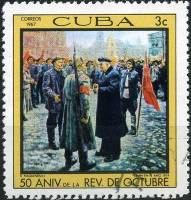 CUBA
CORREOS
1967
3c
50 ANIV DE LA REV. DE OCTUBRE